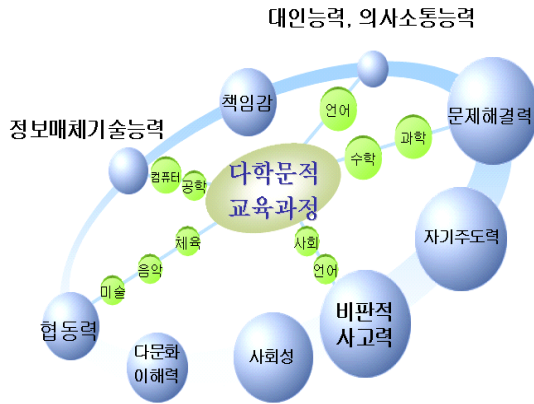 대인능력, 의사소통능력
책임감
언어
과학
문제해결력
정보매체기술능력
수학
컴퓨터
공학
다학문적
교육과정
체육
사회
자기주도력
음악
언어
미술
비판적
사고력
협동력
다문화
이해력
사회성